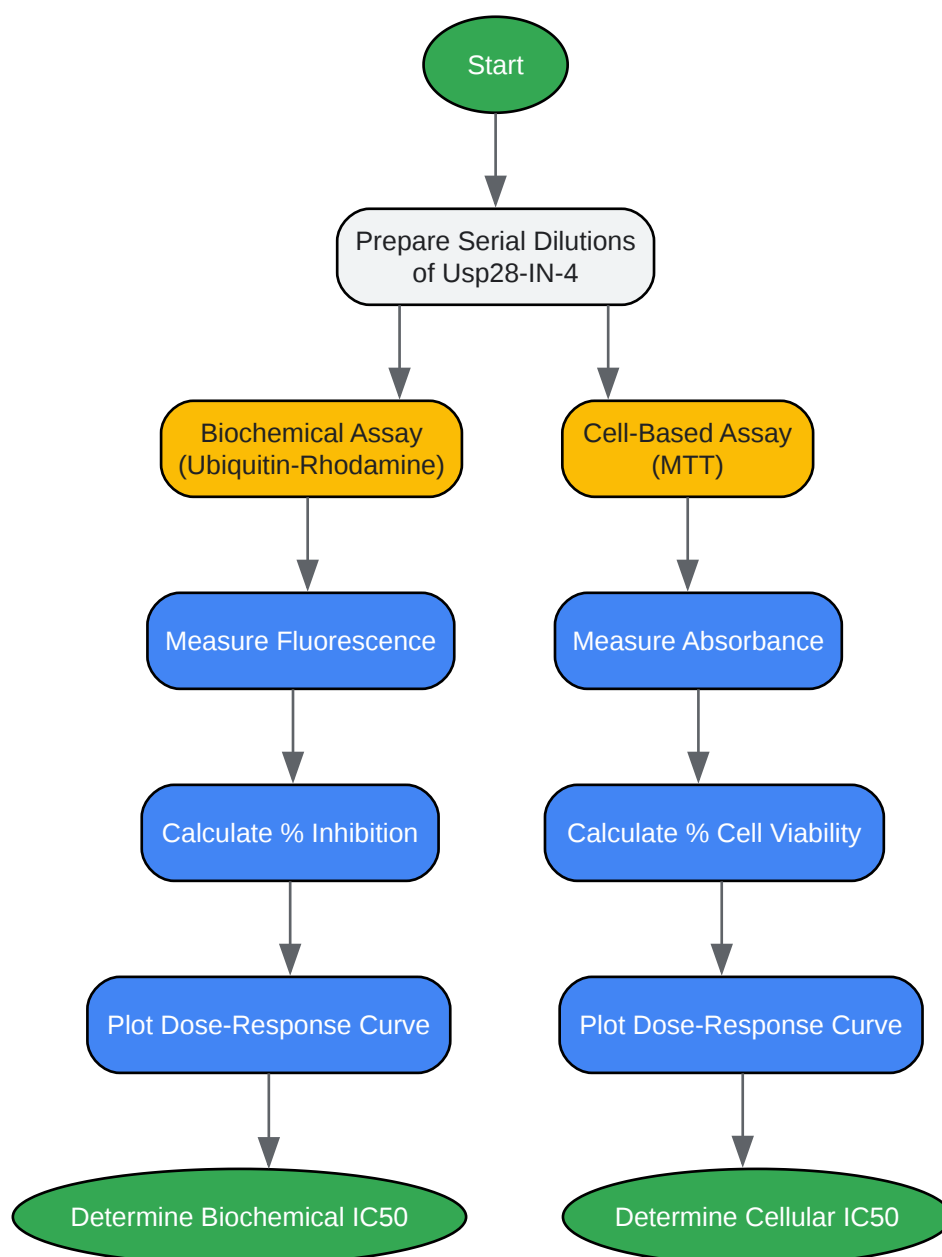 Start
Prepare Serial Dilutions
of Usp28-IN-4
Biochemical Assay
(Ubiquitin-Rhodamine)
Cell-Based Assay
(MTT)
Measure Fluorescence
Measure Absorbance
Calculate % Inhibition
Calculate % Cell Viability
Plot Dose-Response Curve
Plot Dose-Response Curve
Determine Biochemical IC50
Determine Cellular IC50